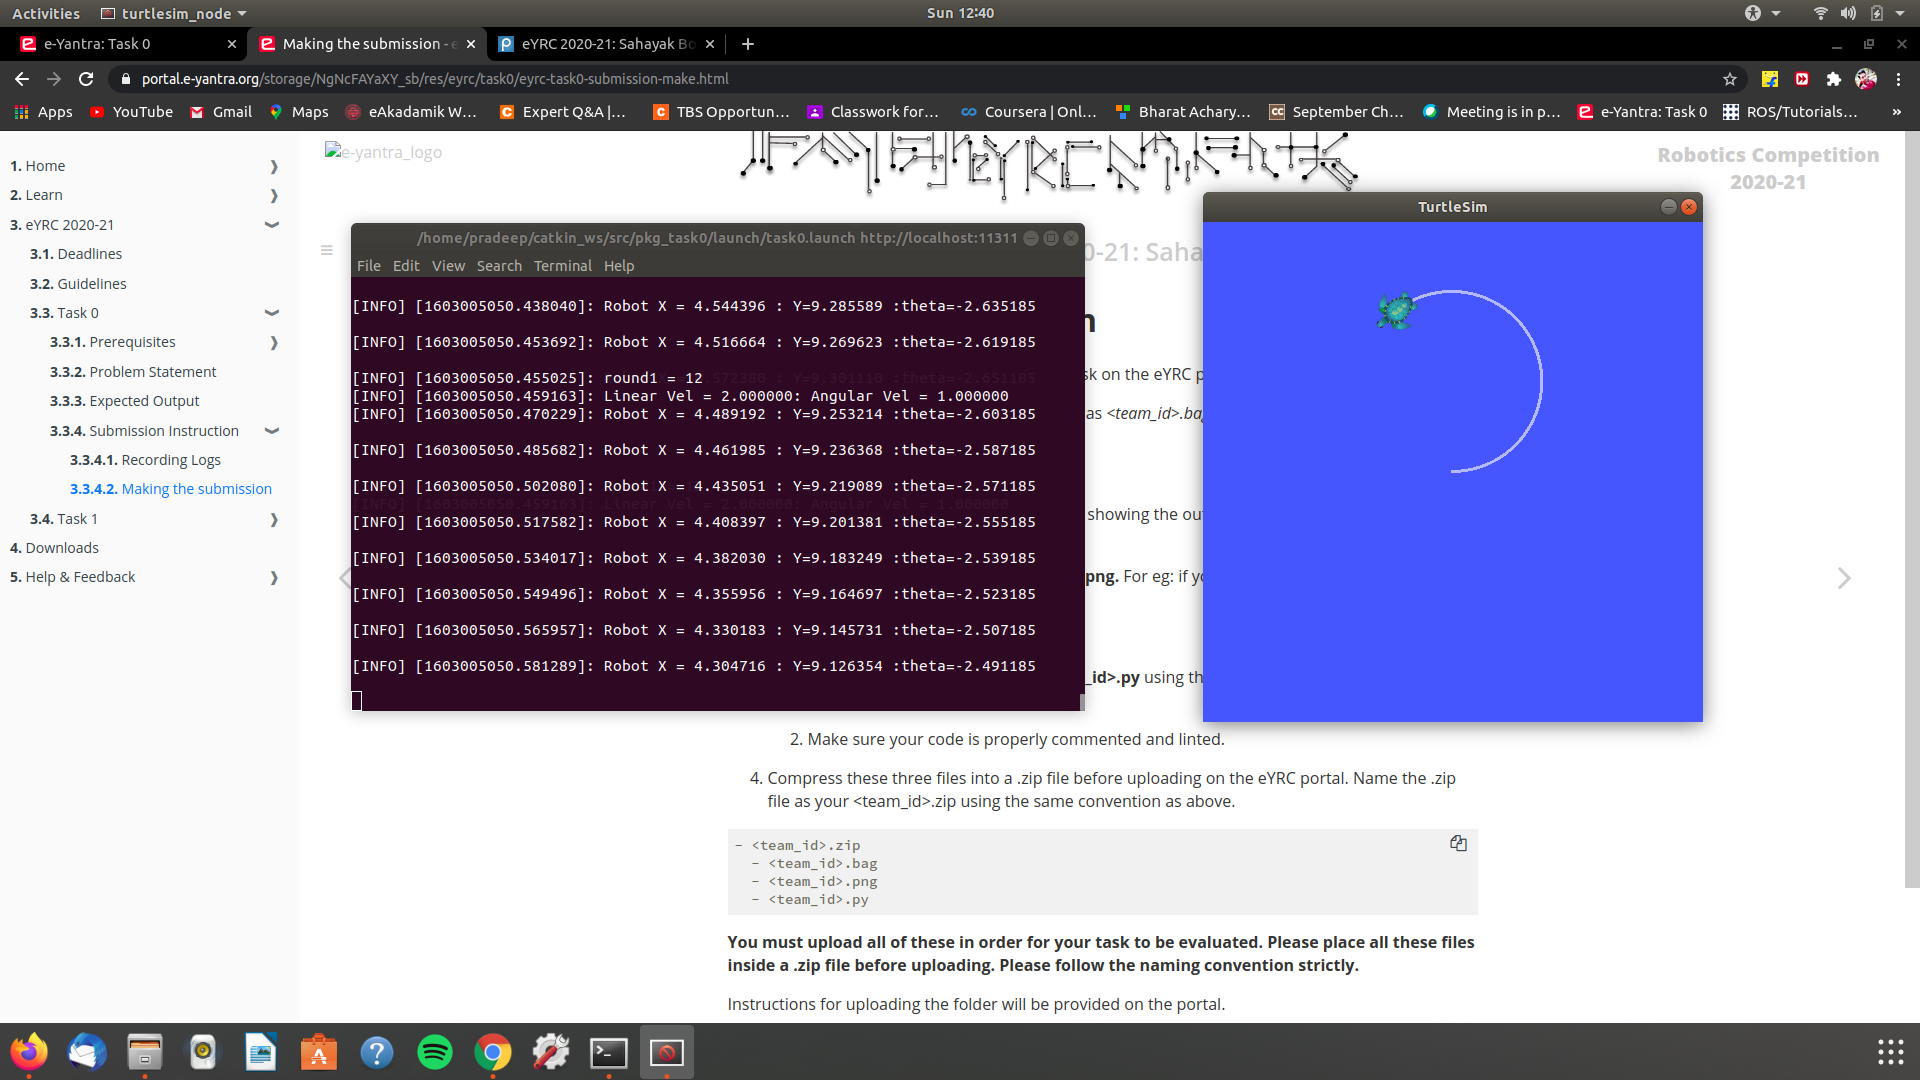 Activities turtlesim_node Sun 12:40
e-Yantra: Task 0 Making the submission - e eYRC 2020-21: Sahayak Bo
portal.e-yantra.org/storage/NgNcFAYaXY_sb/res/eyrc/task0/eyrc-task0-submission-make.html
Apps YouTube Gmail Maps eAkadamik W... Expert Q&A |... TBS Opportun... Classwork for... Coursera | Onl... Bharat Achary... September Ch... Meeting is in p... e-Yantra: Task 0 ROS/Tutorials... »
1. Home
2. Learn
3. eYRC 2020-21
3.1. Deadlines
3.2. Guidelines
3.3. Task 0
3.3.1. Prerequisites
3.3.2. Problem Statement
3.3.3. Expected Output
3.3.4. Submission Instruction
3.3.4.1. Recording Logs
3.3.4.2. Making the submission
3.4. Task 1
4. Downloads
5. Help & Feedback
e-yantra_logo
Robotics Competition
2020-21
0-21: Saha
/home/pradeep/catkin_ws/src/pkg_task0/launch/task0.launch http://localhost:11311
File Edit View Search Terminal Help
[INFO] [1603005050.438040]: Robot X = 4.544396 : Y=9.285589 :theta=-2.635185
[INFO] [1603005050.453692]: Robot X = 4.516664 : Y=9.269623 :theta=-2.619185
[INFO] [1603005050.455025]: round1 = 12
[INFO] [1603005050.459163]: Linear Vel = 2.000000: Angular Vel = 1.000000
[INFO] [1603005050.470229]: Robot X = 4.489192 : Y=9.253214 :theta=-2.603185
[INFO] [1603005050.485682]: Robot X = 4.461985 : Y=9.236368 :theta=-2.587185
[INFO] [1603005050.502080]: Robot X = 4.435051 : Y=9.219089 :theta=-2.571185
[INFO] [1603005050.517582]: Robot X = 4.408397 : Y=9.201381 :theta=-2.555185
[INFO] [1603005050.534017]: Robot X = 4.382030 : Y=9.183249 :theta=-2.539185
[INFO] [1603005050.549496]: Robot X = 4.355956 : Y=9.164697 :theta=-2.523185
[INFO] [1603005050.565957]: Robot X = 4.330183 : Y=9.145731 :theta=-2.507185
[INFO] [1603005050.581289]: Robot X = 4.304716 : Y=9.126354 :theta=-2.491185
TurtleSim
n
sk on the eYRC p
as <team_id>.bag
showing the ou
png. For eg: if yo
_id>.py using th
2. Make sure your code is properly commented and linted.
4. Compress these three files into a .zip file before uploading on the eYRC portal. Name the .zip
file as your <team_id>.zip using the same convention as above.
- <team_id>.zip
- <team_id>.bag
- <team_id>.png
- <team_id>.py
You must upload all of these in order for your task to be evaluated. Please place all these files
inside a .zip file before uploading. Please follow the naming convention strictly.
Instructions for uploading the folder will be provided on the portal.